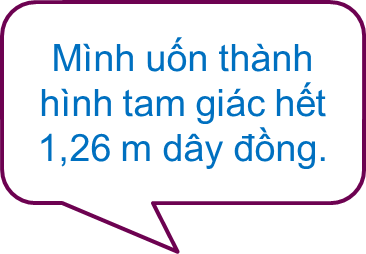 Mình uốn thành
hình tam giác hết
1,26 m dây đồng.